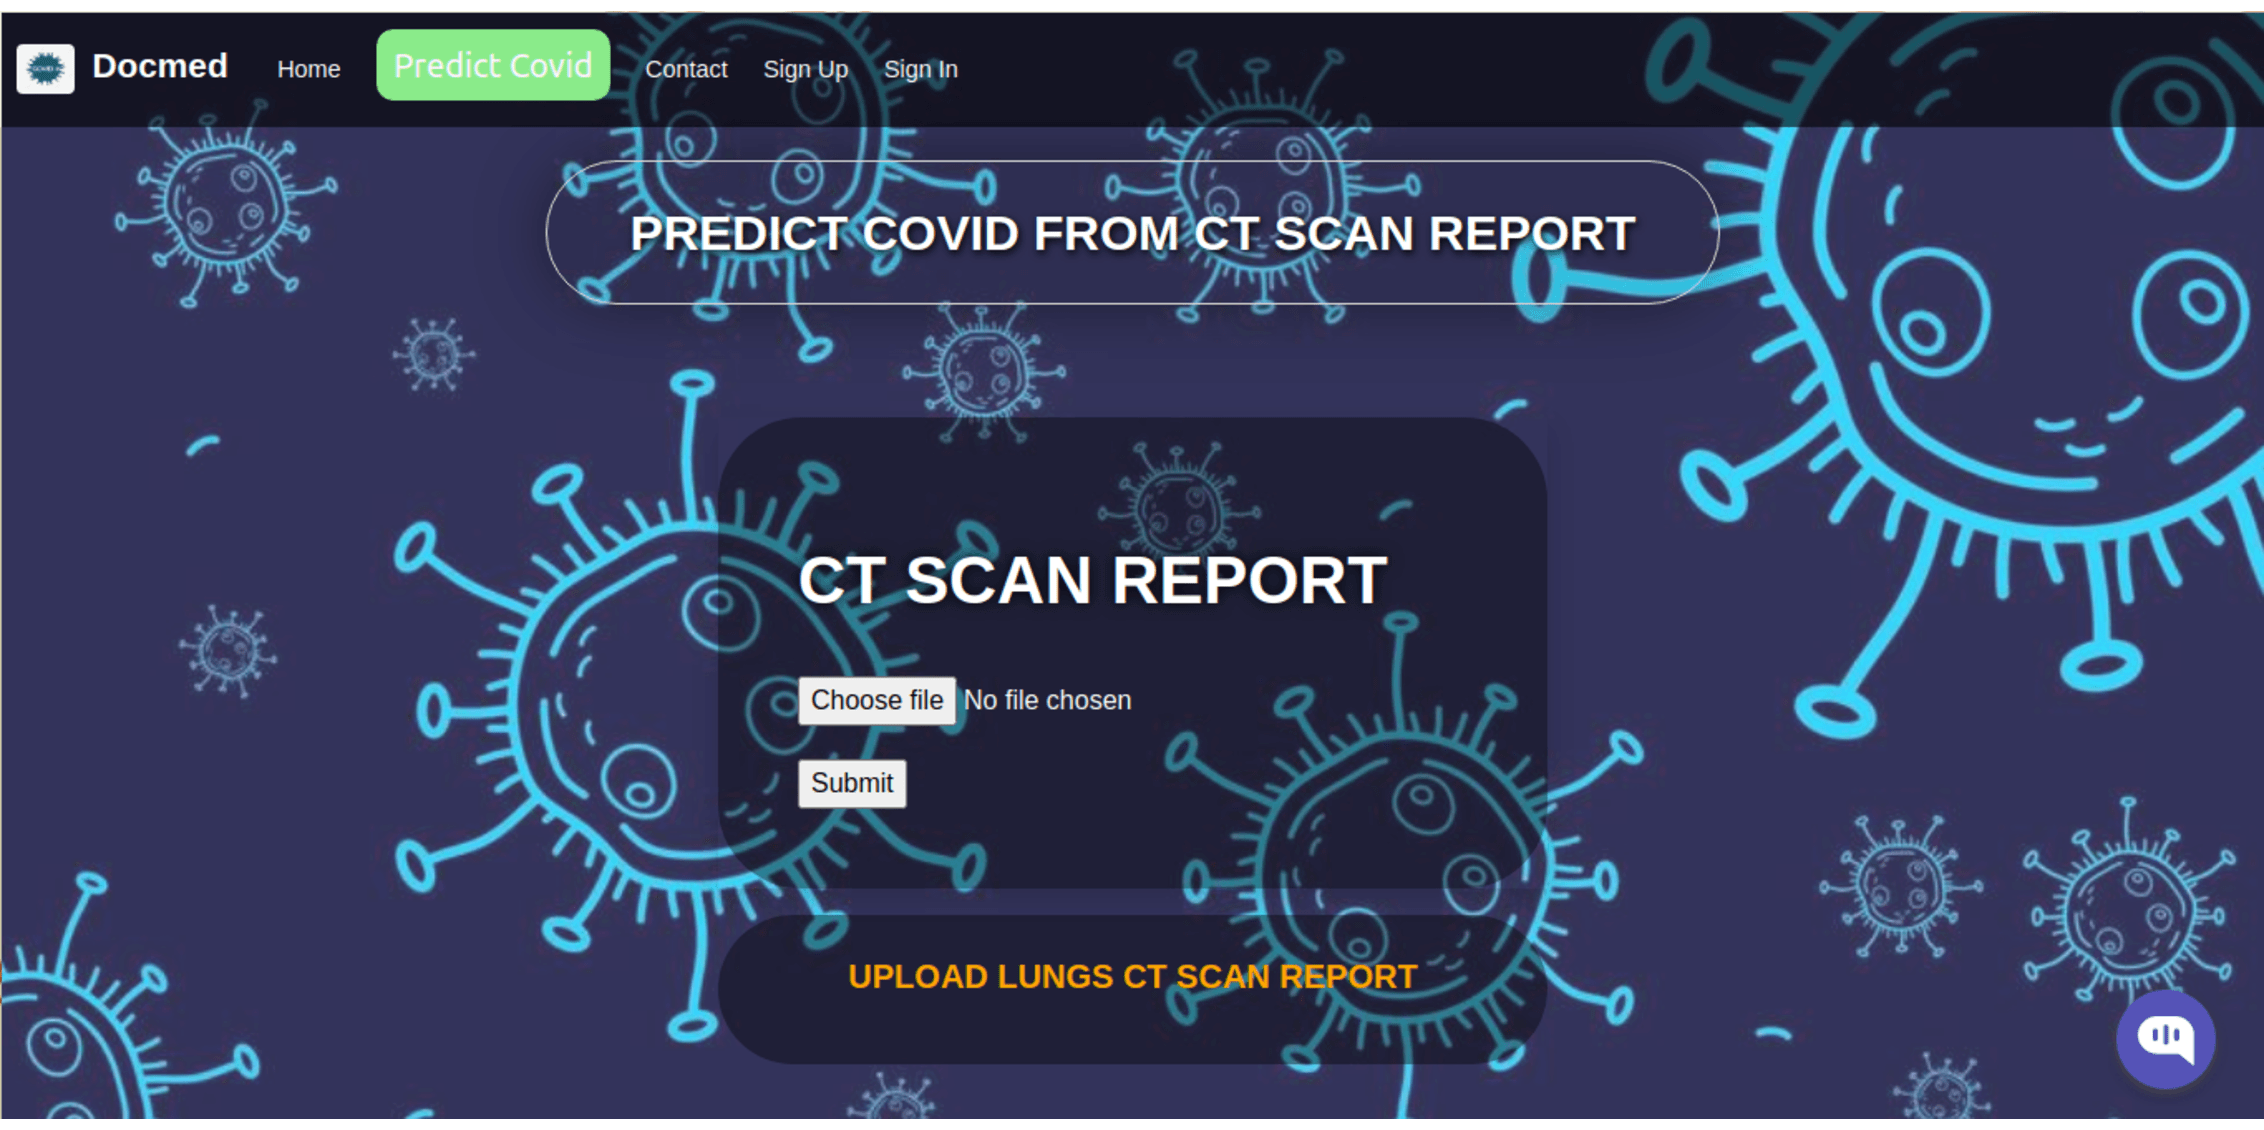 Docmed Home Predict Covid Contact Sign Up Sign In
PREDICT COVID FROM CT SCAN REPORT
CT SCAN REPORT
Choose file No file chosen
Submit
UPLOAD LUNGS CT SCAN REPORT